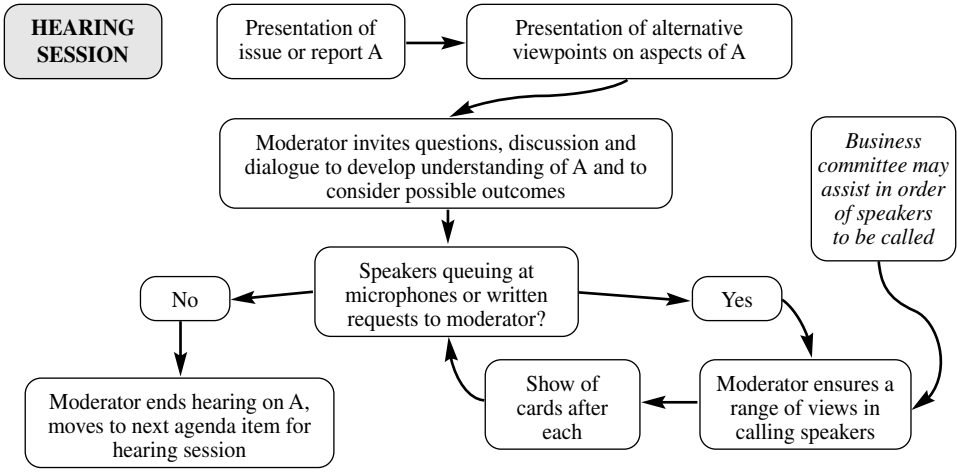 HEARING
SESSION
Presentation of
issue or report A
Presentation of alternative
viewpoints on aspects of A
Moderator invites questions, discussion and
dialogue to develop understanding of A and to
consider possible outcomes
Business
committee may
assist in order
of speakers
to be called
Speakers queuing at
microphones or written
requests to moderator?
No
Yes
Moderator ends hearing on A,
moves to next agenda item for
hearing session
Show of
cards after
each
Moderator ensures a
range of views in
calling speakers